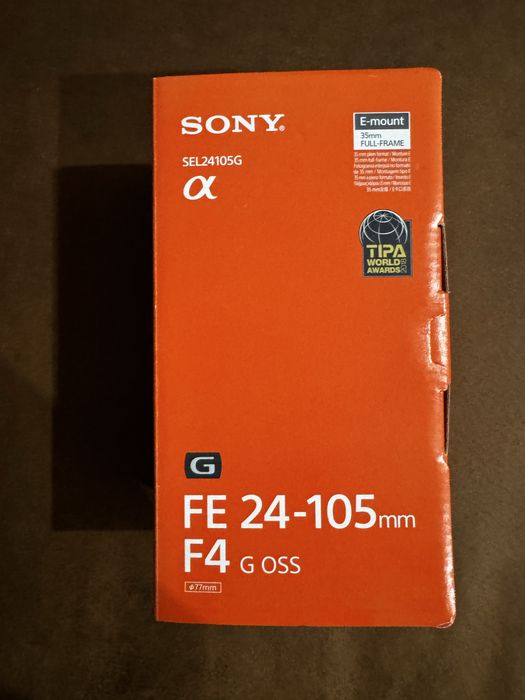 SONY®
E-mount
35mm
FULL-FRAME
SEL24105G
α
TIPA
WORLD
AWARDS
G
FE 24-105mm
F4 G OSS
φ77mm